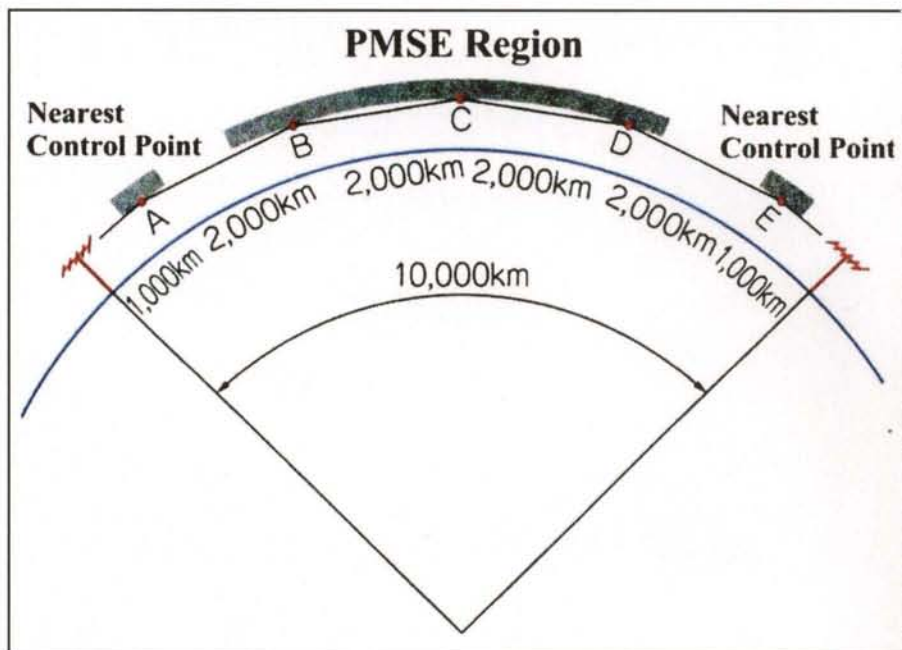 PMSE Region
Nearest
Control Point
Nearest
Control Point
A
B
C
D
E
1,000km
2,000km
2,000km
2,000km
2,000km
1,000km
10,000km